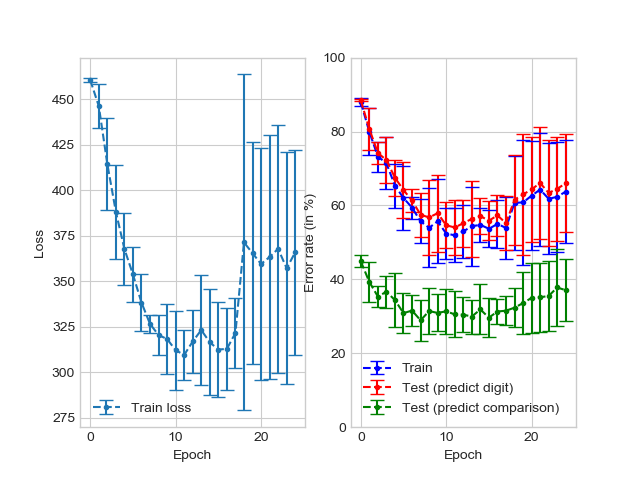 Loss
450
425
400
375
350
325
300
275
0
10
20
Epoch
Train loss
Error rate (in %)
100
80
60
40
20
0
0
10
20
Epoch
Train
Test (predict digit)
Test (predict comparison)